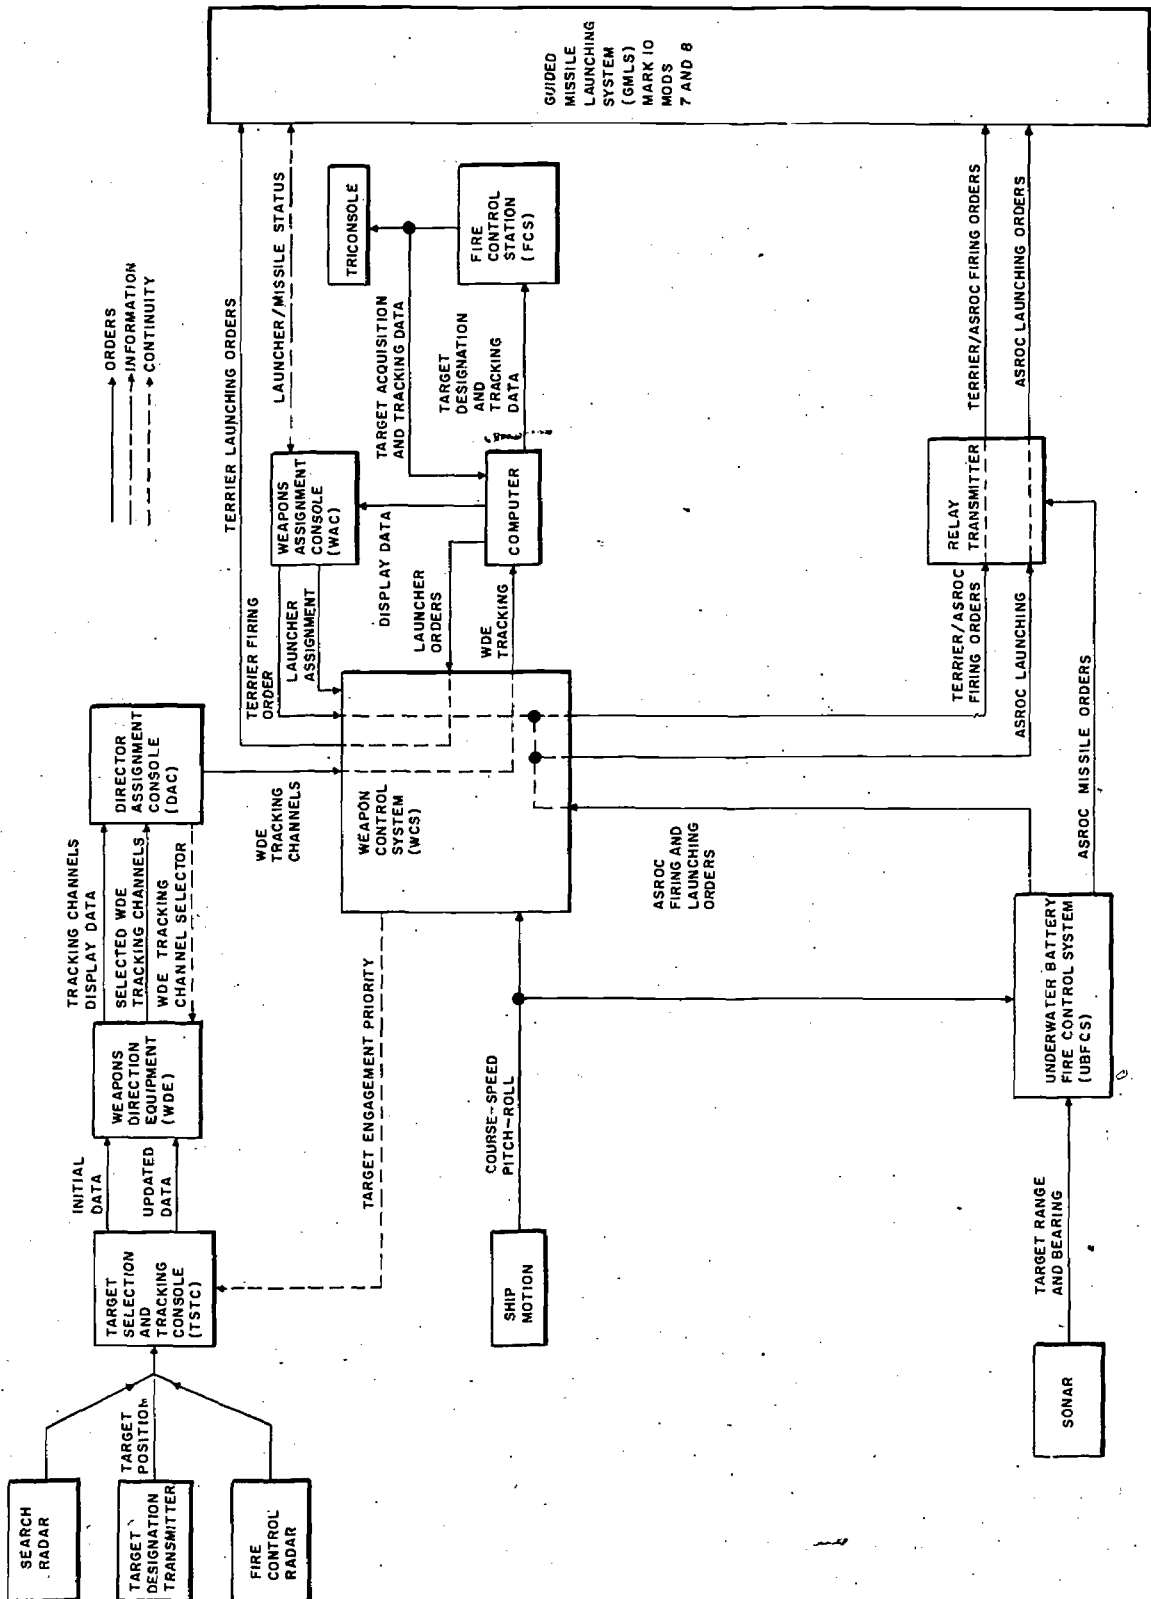 SEARCH
RADAR
TARGET
DESIGNATION
TRANSMITTER
FIRE
CONTROL
RADAR
TARGET
POSITION
TARGET
SELECTION
AND
TRACKING
CONSOLE
(TSTC)
INITIAL
DATA
UPDATED
DATA
WEAPONS
DIRECTION
EQUIPMENT
(WDE)
TRACKING CHANNELS
DISPLAY DATA
SELECTED WDE
TRACKING CHANNELS
WDE TRACKING
CHANNEL SELECTOR
DIRECTOR
ASSIGNMENT
CONSOLE
(DAC)
ORDERS
INFORMATION
CONTINUITY
TERRIER LAUNCHING ORDERS
LAUNCHER/MISSILE STATUS
TERRIER FIRING
ORDER
LAUNCHER
ASSIGNMENT
WEAPONS
ASSIGNMENT
CONSOLE
(WAC)
TRICONSOLE
TARGET ACQUISITION
AND TRACKING DATA
FIRE
CONTROL
STATION
(FCS)
TARGET
DESIGNATION
AND
TRACKING
DATA
DISPLAY DATA
LAUNCHER
ORDERS
COMPUTER
WDE
TRACKING
WDE
TRACKING
CHANNELS
WEAPON
CONTROL
SYSTEM
(WCS)
TARGET ENGAGEMENT PRIORITY
SHIP
MOTION
COURSE-SPEED
PITCH-ROLL
ASROC
FIRING AND
LAUNCHING
ORDERS
SONAR
TARGET RANGE
AND BEARING
UNDERWATER BATTERY
FIRE CONTROL SYSTEM
(UBFCS)
TERRIER/ASROC
FIRING ORDERS
ASROC LAUNCHING
ASROC MISSILE ORDERS
RELAY
TRANSMITTER
TERRIER/ASROC FIRING ORDERS
ASROC LAUNCHING ORDERS
GUIDED
MISSILE
LAUNCHING
SYSTEM
(GMLS)
MARK 10
MODS
7 AND 8